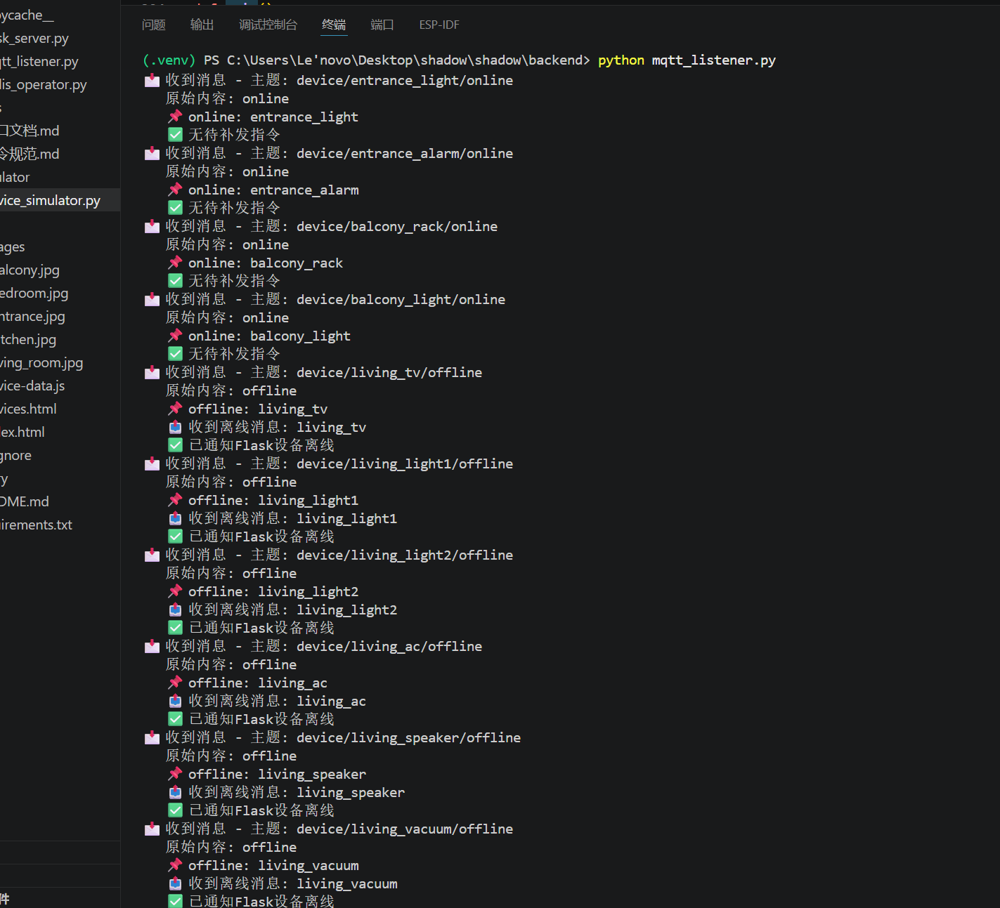 ycache__
sk_server.py
tt_listener.py
lis_operator.py
s
口文档.md
令规范.md
ulator
vice_simulator.py
ages
alcony.jpg
edroom.jpg
ntrance.jpg
tchen.jpg
ving_room.jpg
vice-data.js
vices.html
lex.html
gnore
y
DME.md
irements.txt
件
问题 输出 调试控制台 终端 端口 ESP-IDF
(.venv) PS C:\Users\Le'novo\Desktop\shadow\shadow\backend> python mqtt_listener.py
收到消息 - 主题: device/entrance_light/online
原始内容: online
online: entrance_light
无待补发指令
收到消息 - 主题: device/entrance_alarm/online
原始内容: online
online: entrance_alarm
无待补发指令
收到消息 - 主题: device/balcony_rack/online
原始内容: online
online: balcony_rack
无待补发指令
收到消息 - 主题: device/balcony_light/online
原始内容: online
online: balcony_light
无待补发指令
收到消息 - 主题: device/living_tv/offline
原始内容: offline
offline: living_tv
收到离线消息: living_tv
已通知Flask设备离线
收到消息 - 主题: device/living_light1/offline
原始内容: offline
offline: living_light1
收到离线消息: living_light1
已通知Flask设备离线
收到消息 - 主题: device/living_light2/offline
原始内容: offline
offline: living_light2
收到离线消息: living_light2
已通知Flask设备离线
收到消息 - 主题: device/living_ac/offline
原始内容: offline
offline: living_ac
收到离线消息: living_ac
已通知Flask设备离线
收到消息 - 主题: device/living_speaker/offline
原始内容: offline
offline: living_speaker
收到离线消息: living_speaker
已通知Flask设备离线
收到消息 - 主题: device/living_vacuum/offline
原始内容: offline
offline: living_vacuum
收到离线消息: living_vacuum
已通知Flask设备离线